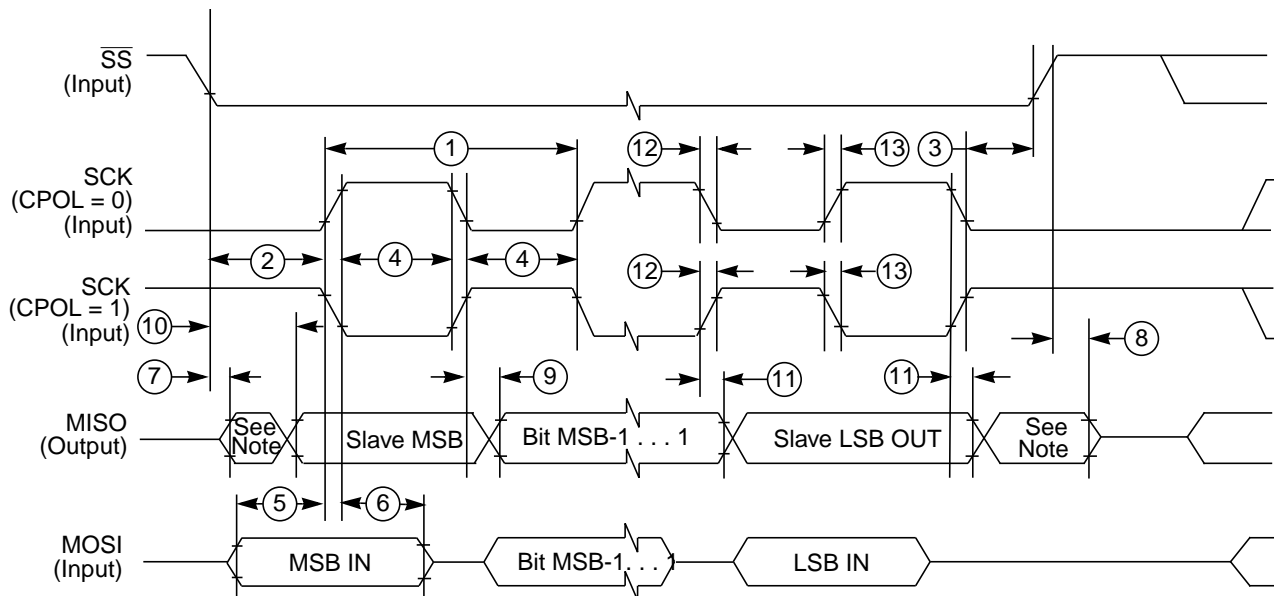 SS
(Input)
1
12
13
3
SCK
(CPOL = 0)
(Input)
2
4
4
12
13
SCK
(CPOL = 1)
(Input)
10
8
7
9
11
11
MISO
(Output)
See
Note
Slave MSB
Bit MSB-1 . . . 1
Slave LSB OUT
See
Note
5
6
MOSI
(Input)
MSB IN
Bit MSB-1. . . 1
LSB IN